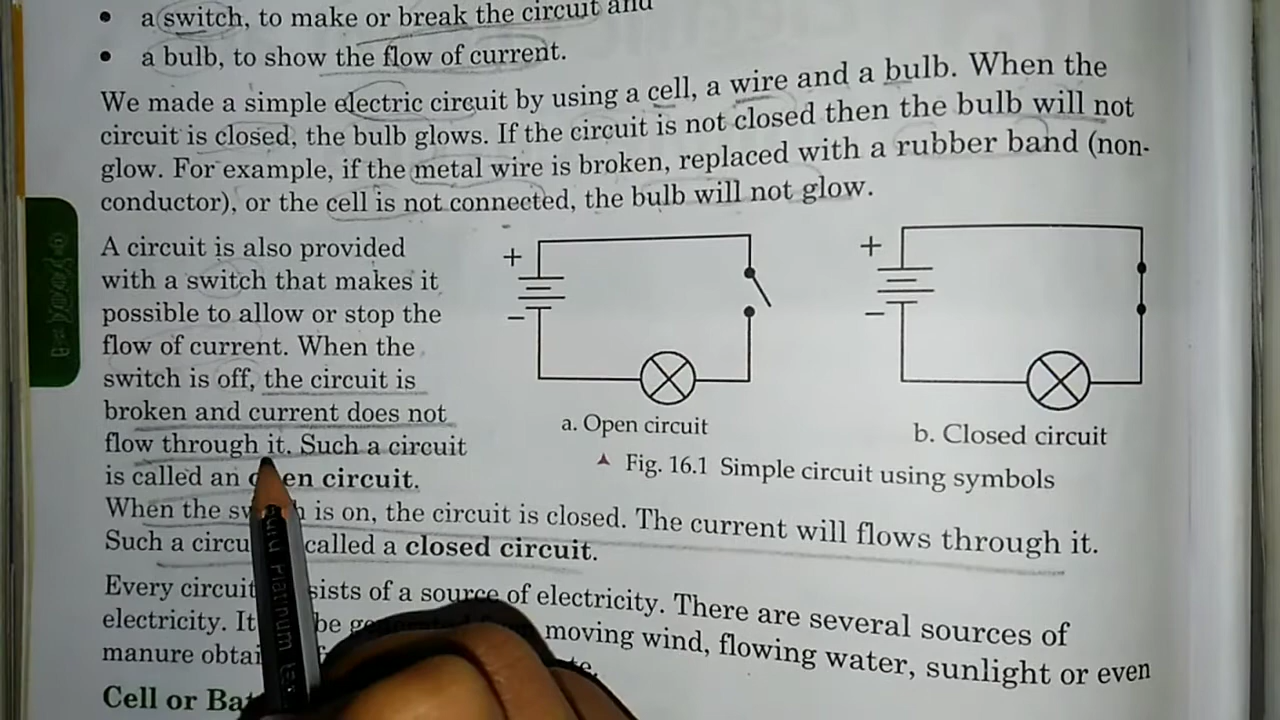 • a switch, to make or break the circuit and
• a bulb, to show the flow of current.
We made a simple electric circuit by using a cell, a wire and a bulb. When the
circuit is closed, the bulb glows. If the circuit is not closed then the bulb will not
glow. For example, if the metal wire is broken, replaced with a rubber band (non-
conductor), or the cell is not connected, the bulb will not glow.
A circuit is also provided
with a switch that makes it
possible to allow or stop the
flow of current. When the
switch is off, the circuit is
broken and current does not
flow through it. Such a circuit
is called an en circuit.
+
−
a. Open circuit
+
−
b. Closed circuit
Fig. 16.1 Simple circuit using symbols
When the is on, the circuit is closed. The current will flows through it.
Such a called a closed circuit.
Every circuit of a source of electricity. There are several sources of
electricity. It be moving wind, flowing water, sunlight or even
manure
Cell or
Platinum